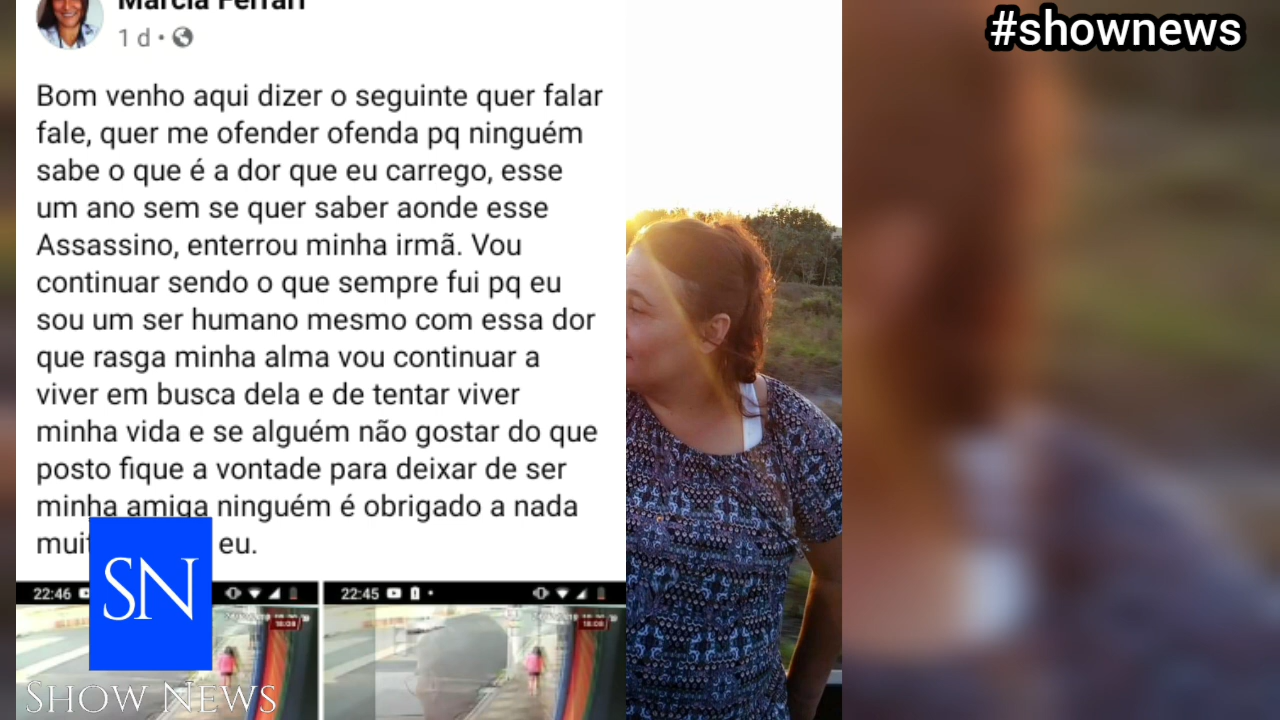 Marcia Ferrari
1 d •
#shownews
Bom venho aqui dizer o seguinte quer falar
fale, quer me ofender ofenda pq ninguém
sabe o que é a dor que eu carrego, esse
um ano sem se quer saber aonde esse
Assassino, enterrou minha irmã. Vou
continuar sendo o que sempre fui pq eu
sou um ser humano mesmo com essa dor
que rasga minha alma vou continuar a
viver em busca dela e de tentar viver
minha vida e se alguém não gostar do que
posto fique a vontade para deixar de ser
minha amiga ninguém é obrigado a nada
eu.
22:46
22:45
18:08
18:08
SN
Show News